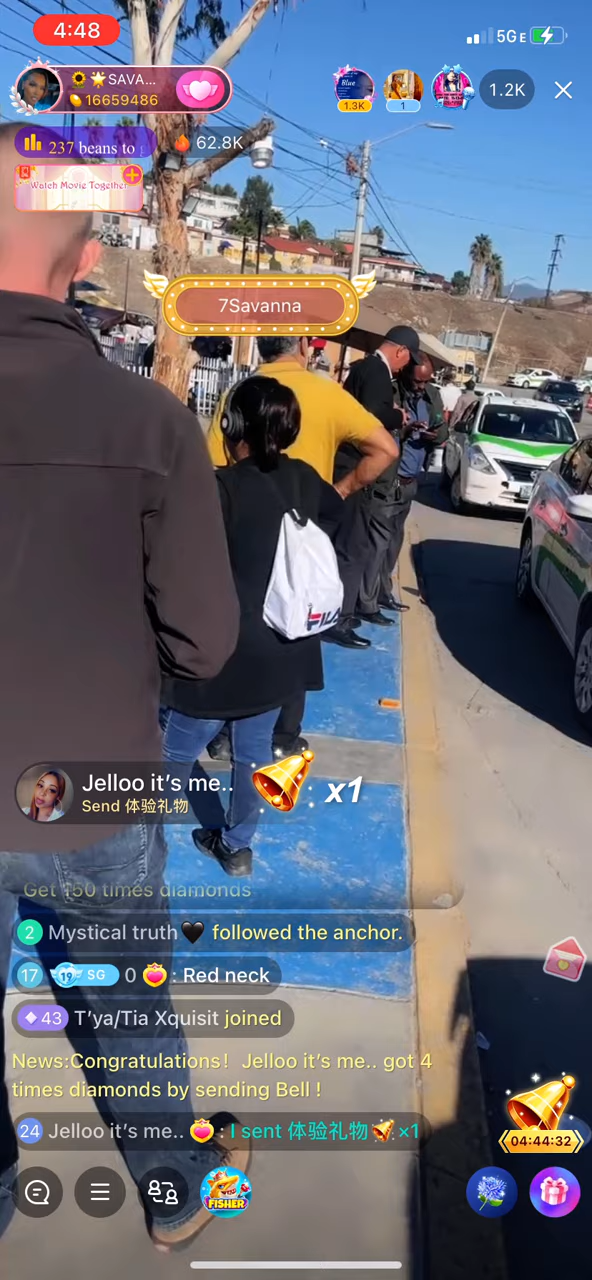 4:48
5G E
SAVA...
16659486
Blue
1.3K
1
1.2K
237 beans to
62.8K
Watch Movie Together
7Savanna
FILA
Jelloo it's me..
Send 体验礼物
x1
Get 150 times diamonds
2 Mystical truth🖤 followed the anchor.
17 19 SG 0 : Red neck
43 T'ya/Tia Xquisit joined
News:Congratulations！ Jelloo it's me.. got 4
times diamonds by sending Bell !
24 Jelloo it's me.. : I sent 体验礼物 ×1
04:44:32
FISHER